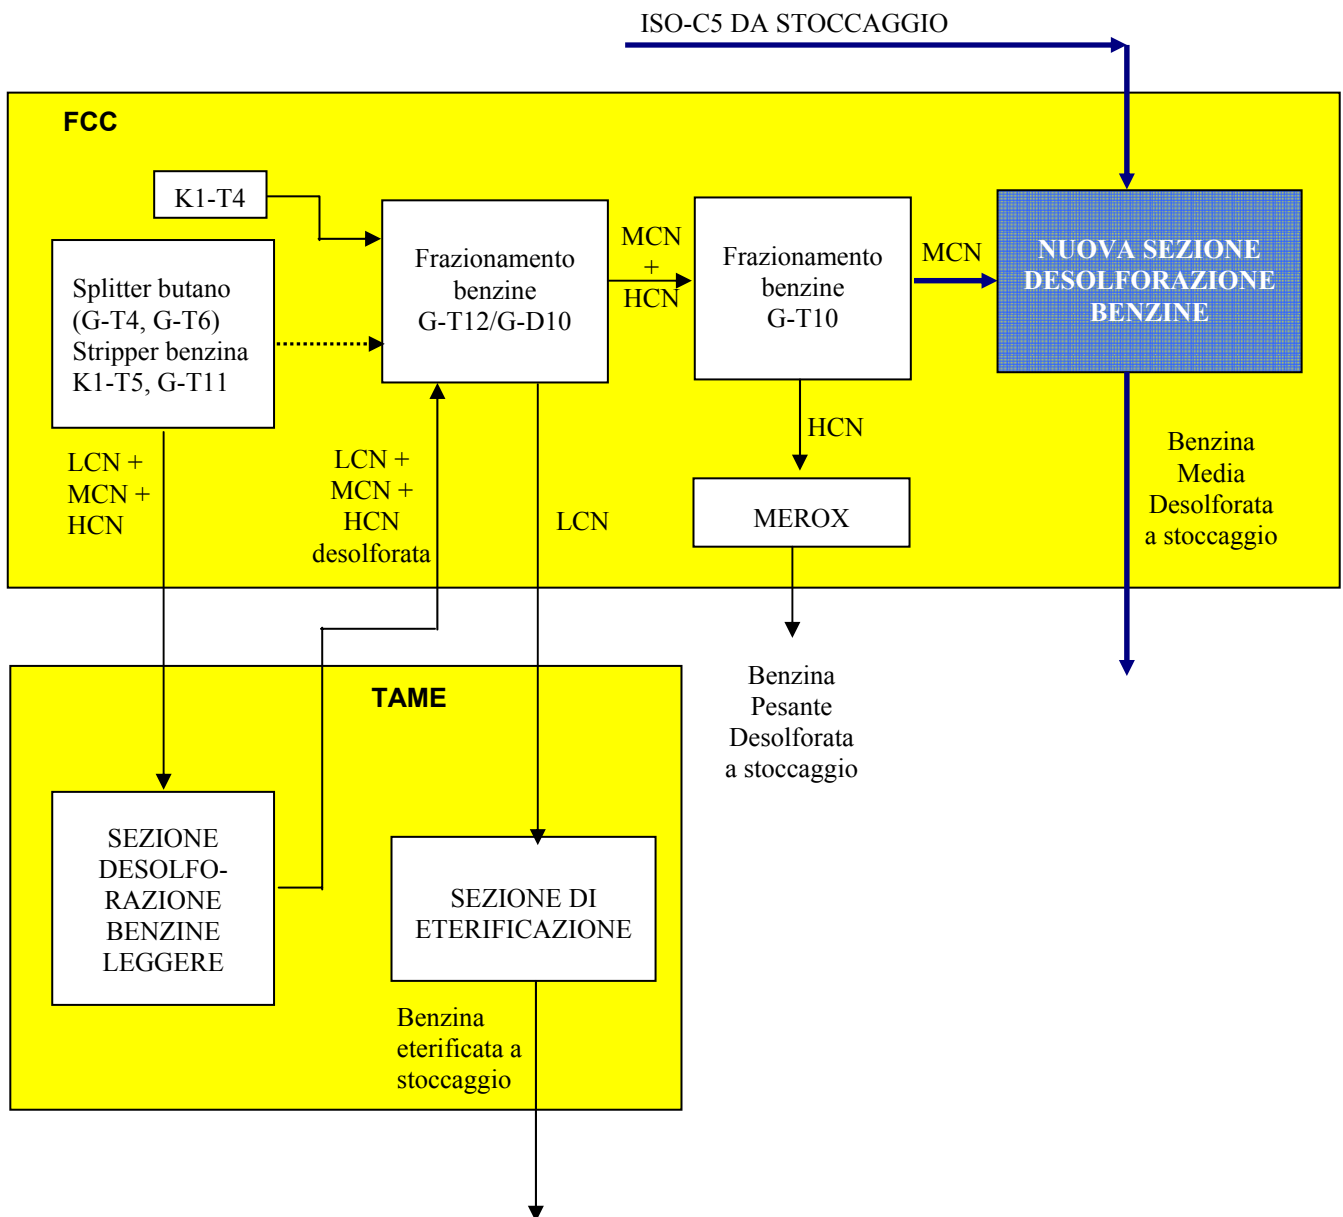 ISO-C5 DA STOCCAGGIO
FCC
K1-T4
Splitter butano
(G-T4, G-T6)
Stripper benzina
K1-T5, G-T11
Frazionamento
benzine
G-T12/G-D10
MCN
+
HCN
Frazionamento
benzine
G-T10
MCN
NUOVA SEZIONE
DESOLFORAZIONE
BENZINE
LCN +
MCN +
HCN
LCN +
MCN +
HCN
desolforata
LCN
HCN
MEROX
Benzina
Media
Desolforata
a stoccaggio
Benzina
Pesante
Desolforata
a stoccaggio
TAME
SEZIONE
DESOLFO-
RAZIONE
BENZINE
LEGGERE
SEZIONE DI
ETERIFICAZIONE
Benzina
eterificata a
stoccaggio